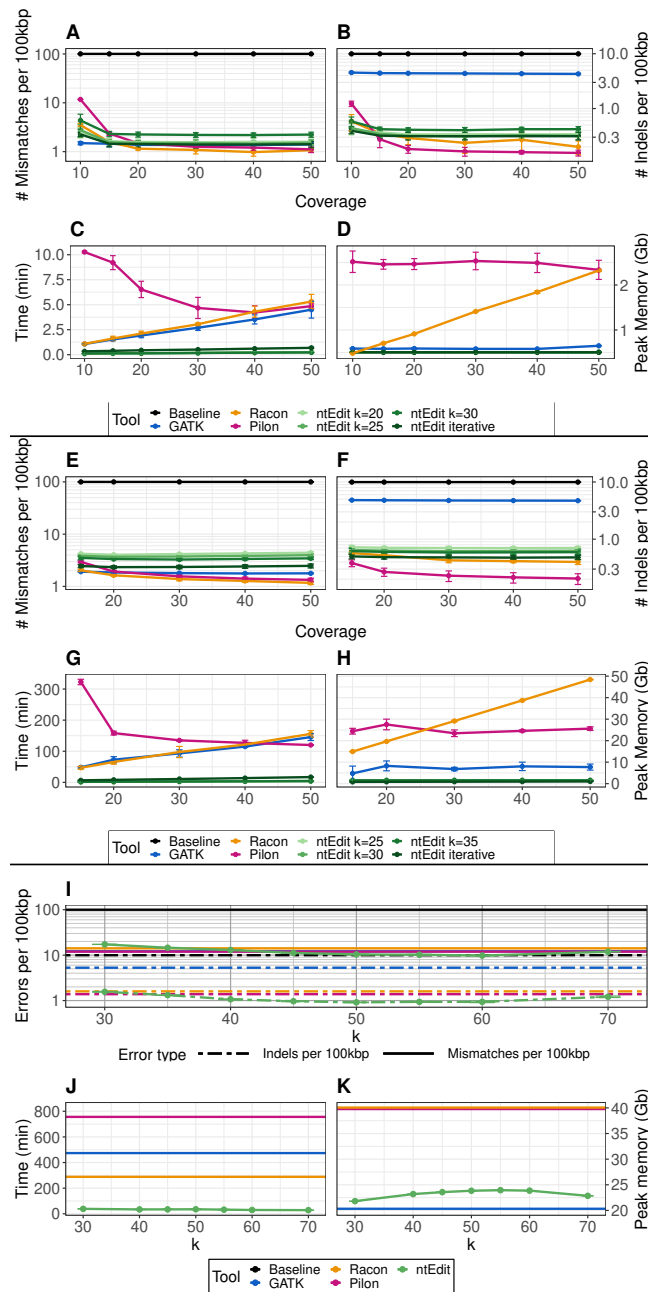 A
B
# Mismatches per 100kbp
100
10
1
10 20 30 40 50
10 20 30 40 50
10.0
3.0
1.0
0.3
# Indels per 100kbp
Coverage
C
D
Time (min)
10.0
7.5
5.0
2.5
0.0
10 20 30 40 50
10 20 30 40 50
2
1
Peak Memory (Gb)
Tool Baseline Racon ntEdit k=20 ntEdit k=30
GATK Pilon ntEdit k=25 ntEdit iterative
E
F
# Mismatches per 100kbp
100
10
1
20 30 40 50
20 30 40 50
10.0
3.0
1.0
0.3
# Indels per 100kbp
Coverage
G
H
Time (min)
300
200
100
0
20 30 40 50
20 30 40 50
50
40
30
20
10
0
Peak Memory (Gb)
Tool Baseline Racon ntEdit k=25 ntEdit k=35
GATK Pilon ntEdit k=30 ntEdit iterative
I
Errors per 100kbp
100
10
1
30 40 50 60 70
k
Error type Indels per 100kbp Mismatches per 100kbp
J
K
Time (min)
800
600
400
200
0
30 40 50 60 70
30 40 50 60 70
40
35
30
25
20
Peak memory (Gb)
k
k
Tool Baseline Racon ntEdit
GATK Pilon